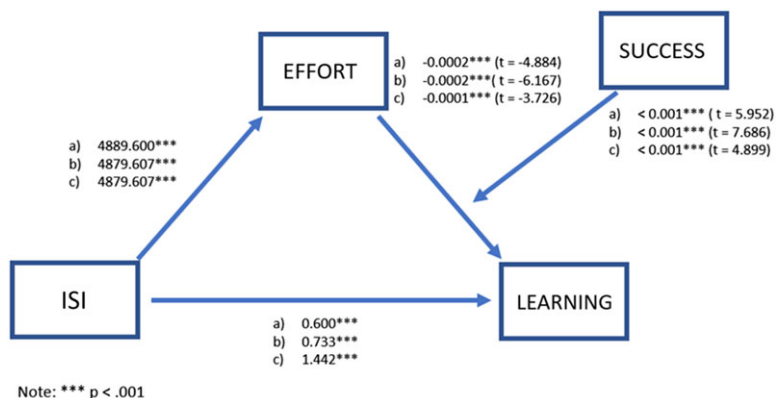 EFFORT
a) -0.0002*** (t = -4.884)
b) -0.0002***( t = -6.167)
c) -0.0001*** (t = -3.726)
SUCCESS
a) < 0.001*** ( t = 5.952)
b) < 0.001*** (t = 7.686)
c) < 0.001*** (t = 4.899)
a) 4889.600***
b) 4879.607***
c) 4879.607***
ISI
LEARNING
a) 0.600***
b) 0.733***
c) 1.442***
Note: *** p < .001